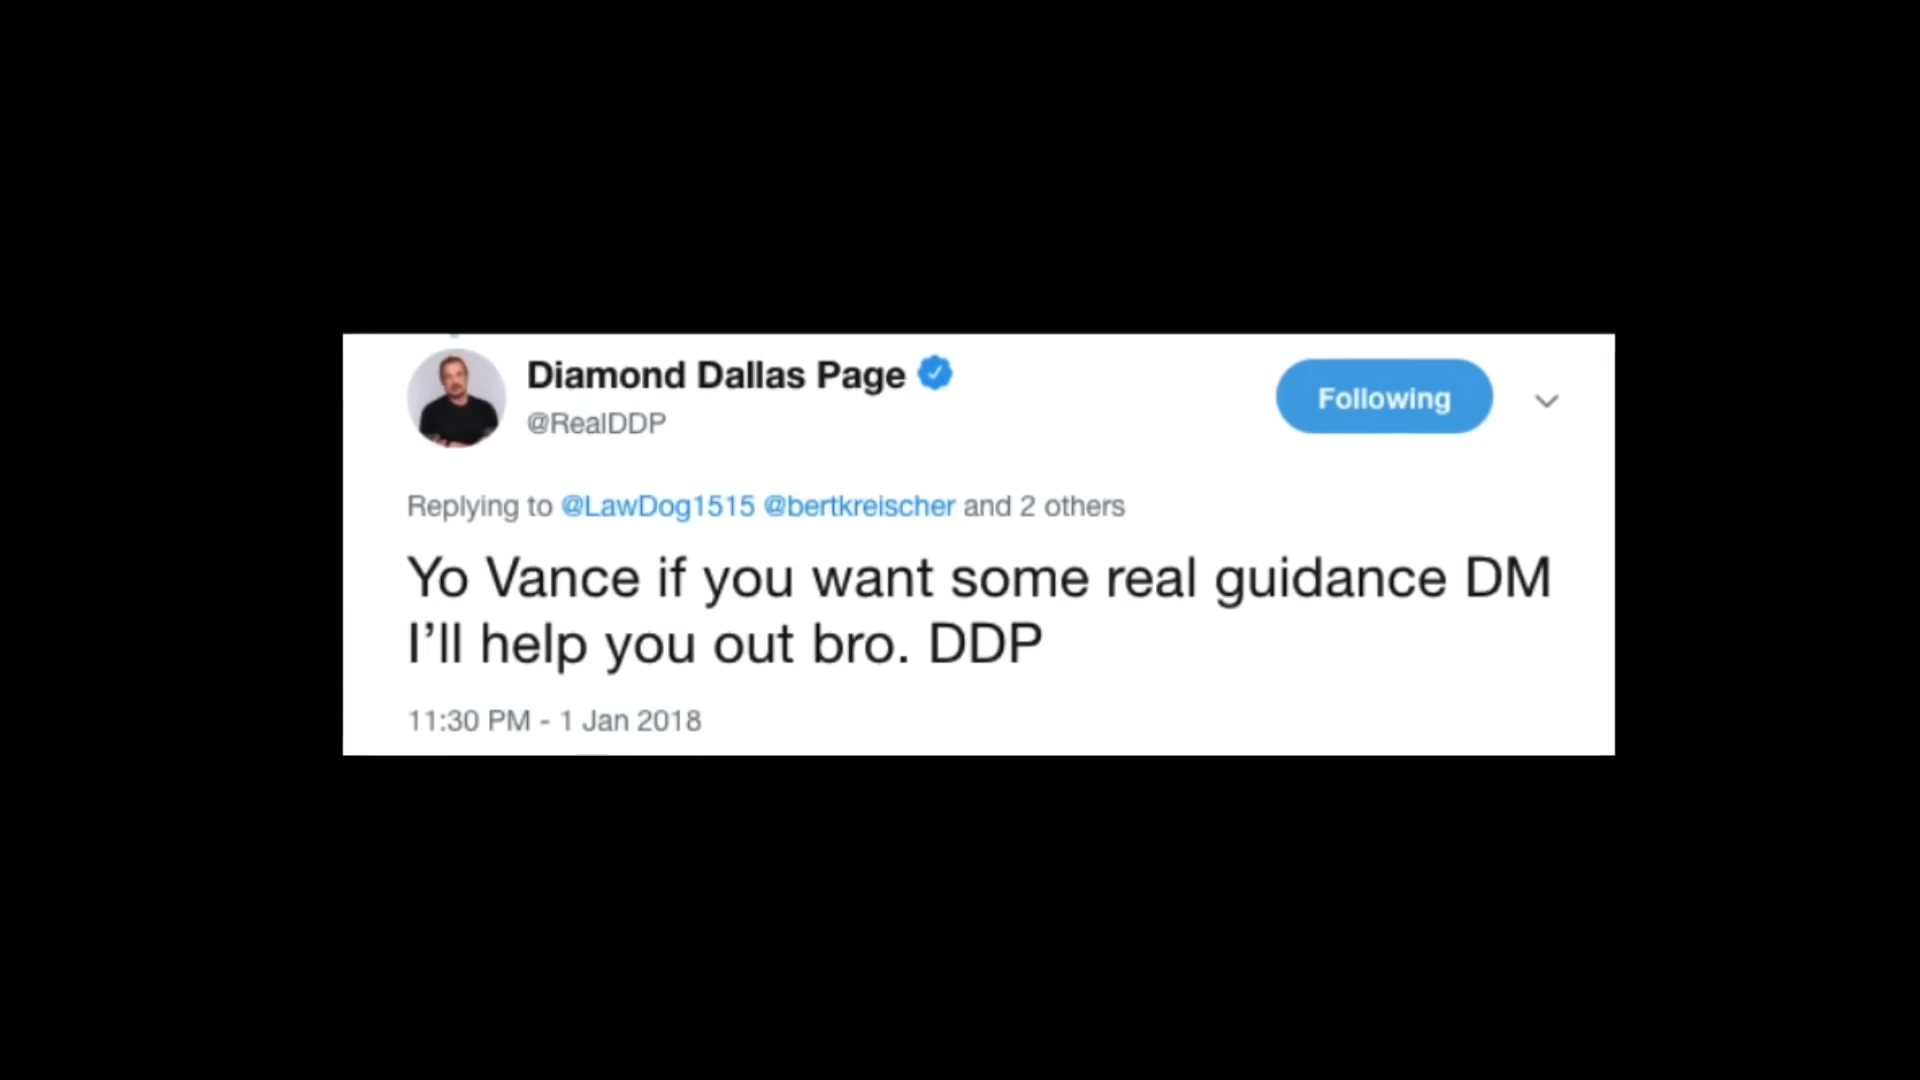 Diamond Dallas Page
@RealDDP
Following
Replying to @LawDog1515 @bertkreischer and 2 others
Yo Vance if you want some real guidance DM
I’ll help you out bro. DDP
11:30 PM - 1 Jan 2018